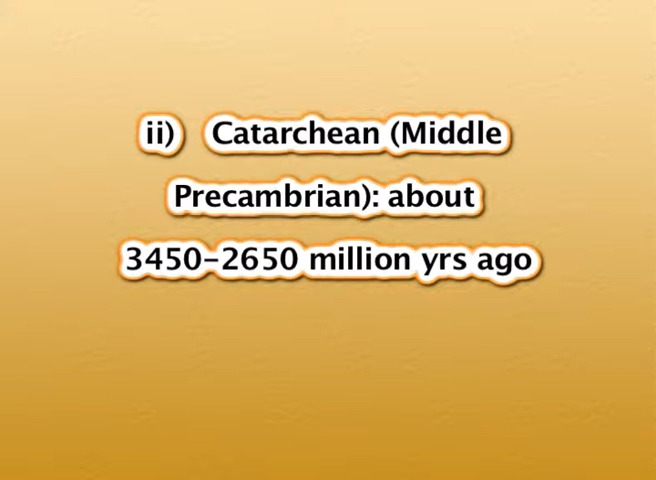 ii) Catarchean (Middle
Precambrian): about
3450–2650 million yrs ago